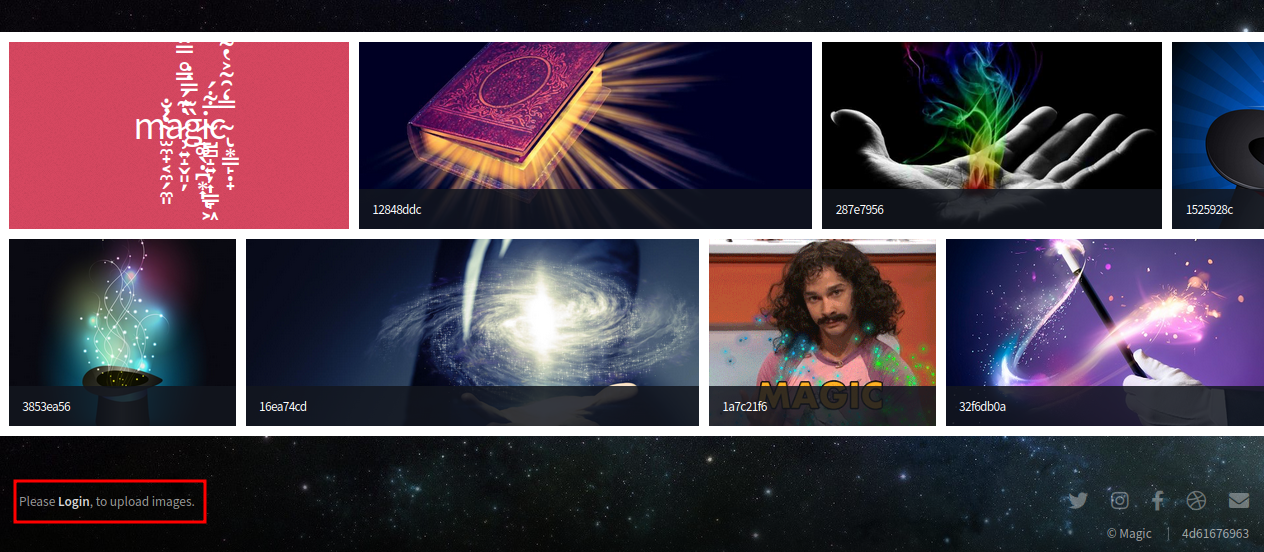 magic
12848ddc
287e7956
1525928c
3853ea56
16ea74cd
1a7c21f6
MAGIC
32f6db0a
Please Login, to upload images.
© Magic | 4d61676963